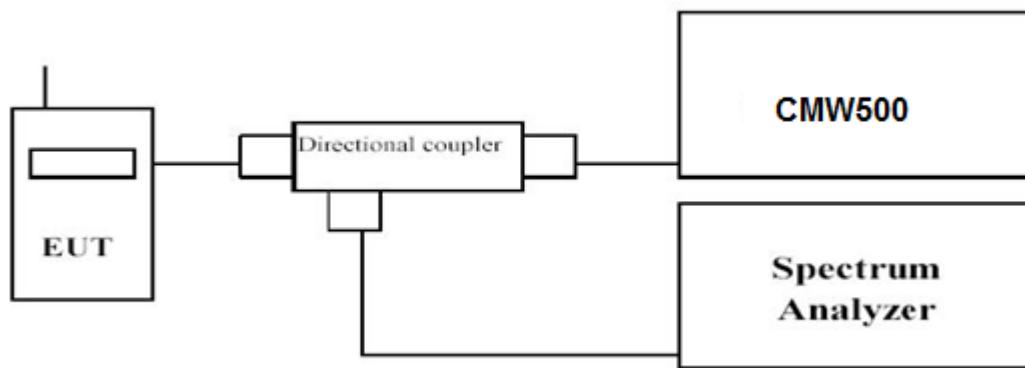 EUT
Directional coupler
CMW500
Spectrum
Analyzer